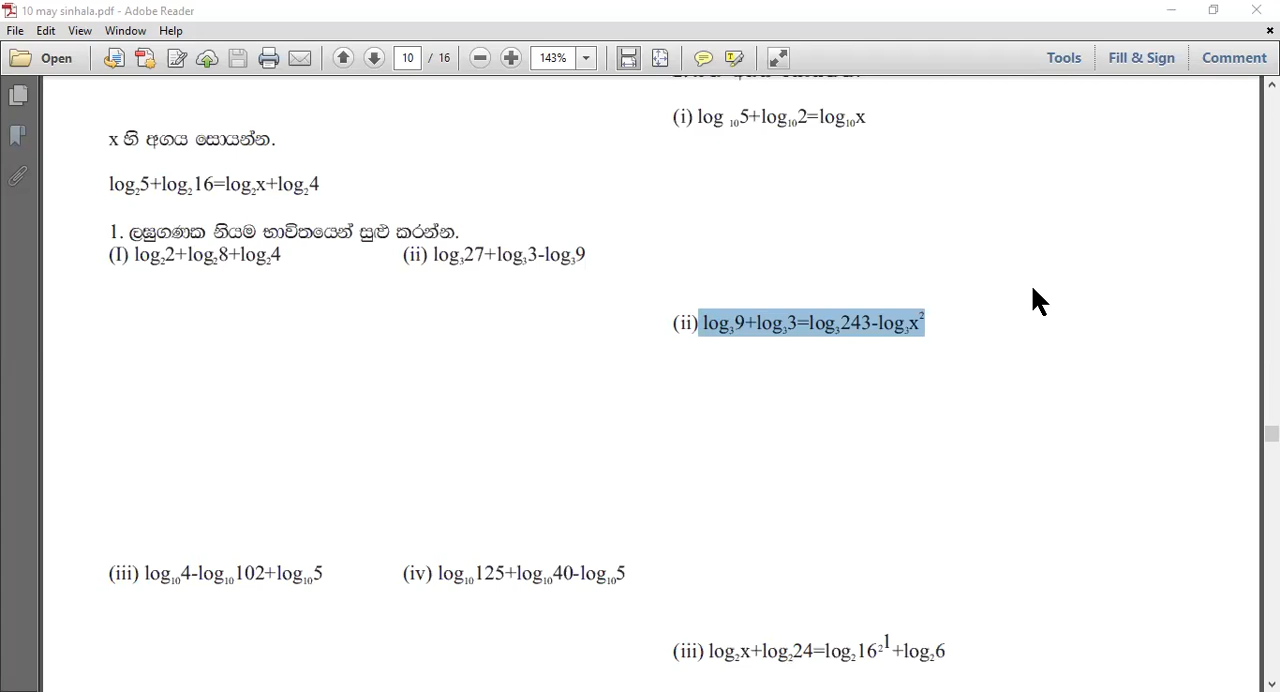 10 may sinhala.pdf - Adobe Reader
File Edit View Window Help
Open 10 / 16 143% Tools Fill & Sign Comment
(i) log ₁₀5+log₁₀2=log₁₀x
x හි අගය සොයන්න.
log₂5+log₂16=log₂x+log₂4
1. ලඝුගණක නියම භාවිතයෙන් සුළු කරන්න.
(I) log₂2+log₂8+log₂4 (ii) log₃27+log₃3-log₃9
(ii) log₃9+log₃3=log₃243-log₃x²
(iii) log₁₀4-log₁₀102+log₁₀5 (iv) log₁₀125+log₁₀40-log₁₀5
(iii) log₂x+log₂24=log₂16₂1+log₂6